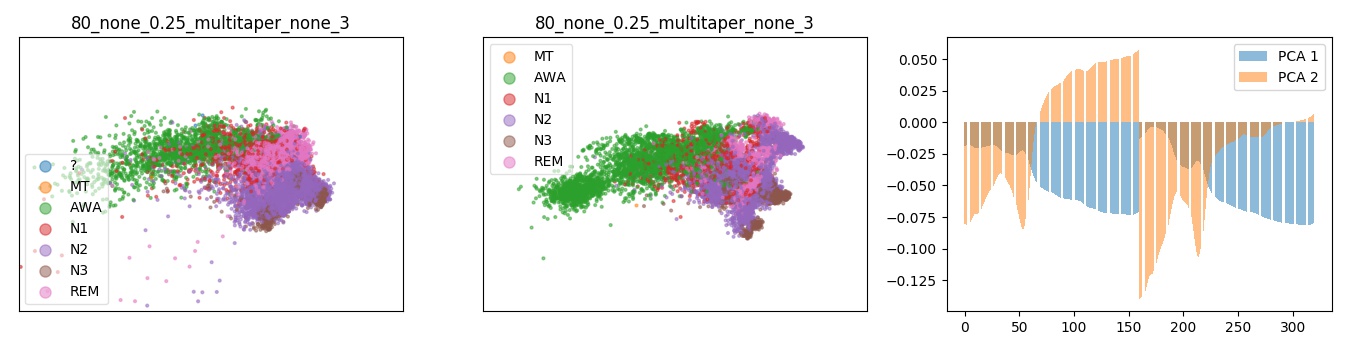 80_none_0.25_multitaper_none_3
?
MT
AWA
N1
N2
N3
REM
80_none_0.25_multitaper_none_3
MT
AWA
N1
N2
N3
REM
PCA 1
PCA 2
0.050
0.025
0.000
−0.025
−0.050
−0.075
−0.100
−0.125
0 50 100 150 200 250 300